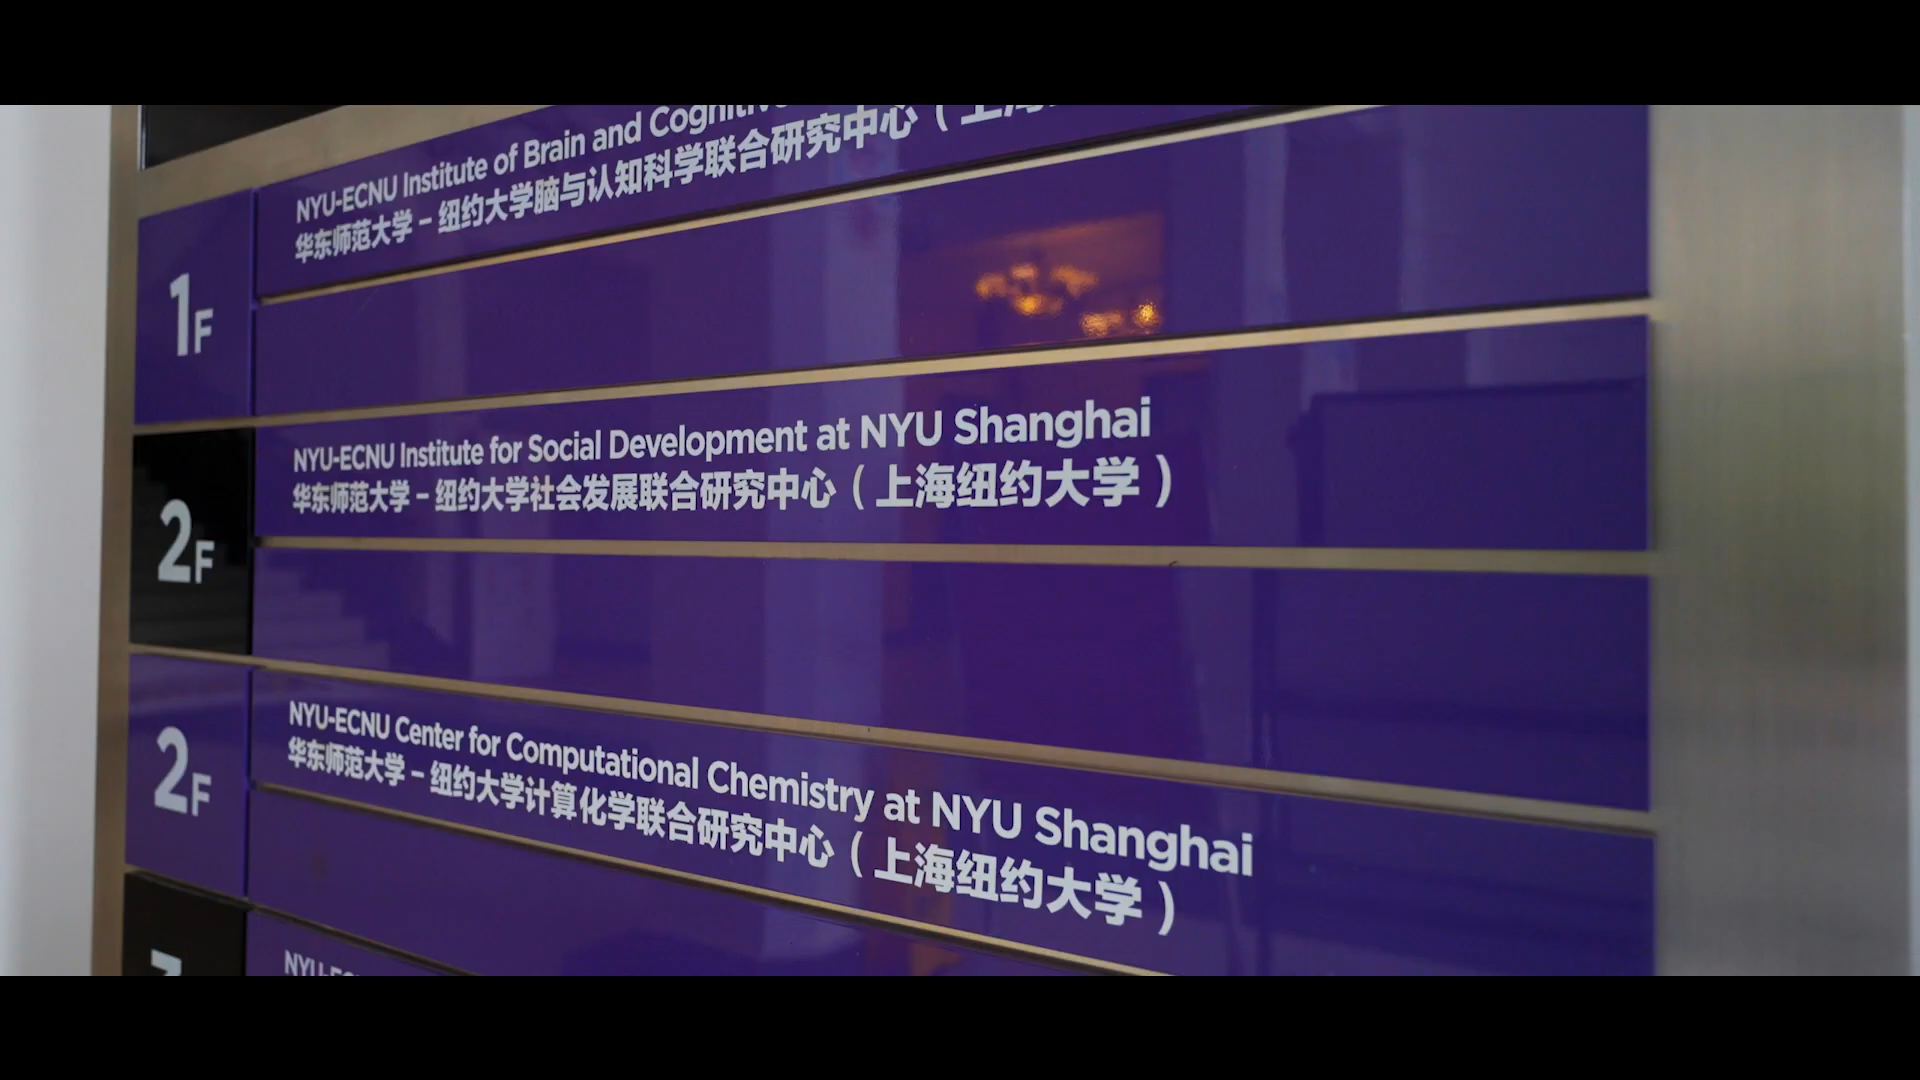 NYU-ECNU Institute of Brain and
华东师范大学 – 纽约大学脑与认知科学联合研究中心（上
1F
NYU-ECNU Institute for Social Development at NYU Shanghai
华东师范大学 – 纽约大学社会发展联合研究中心（上海纽约大学）
2F
NYU-ECNU Center for Computational Chemistry at NYU Shanghai
华东师范大学 – 纽约大学计算化学联合研究中心（上海纽约大学）
2F